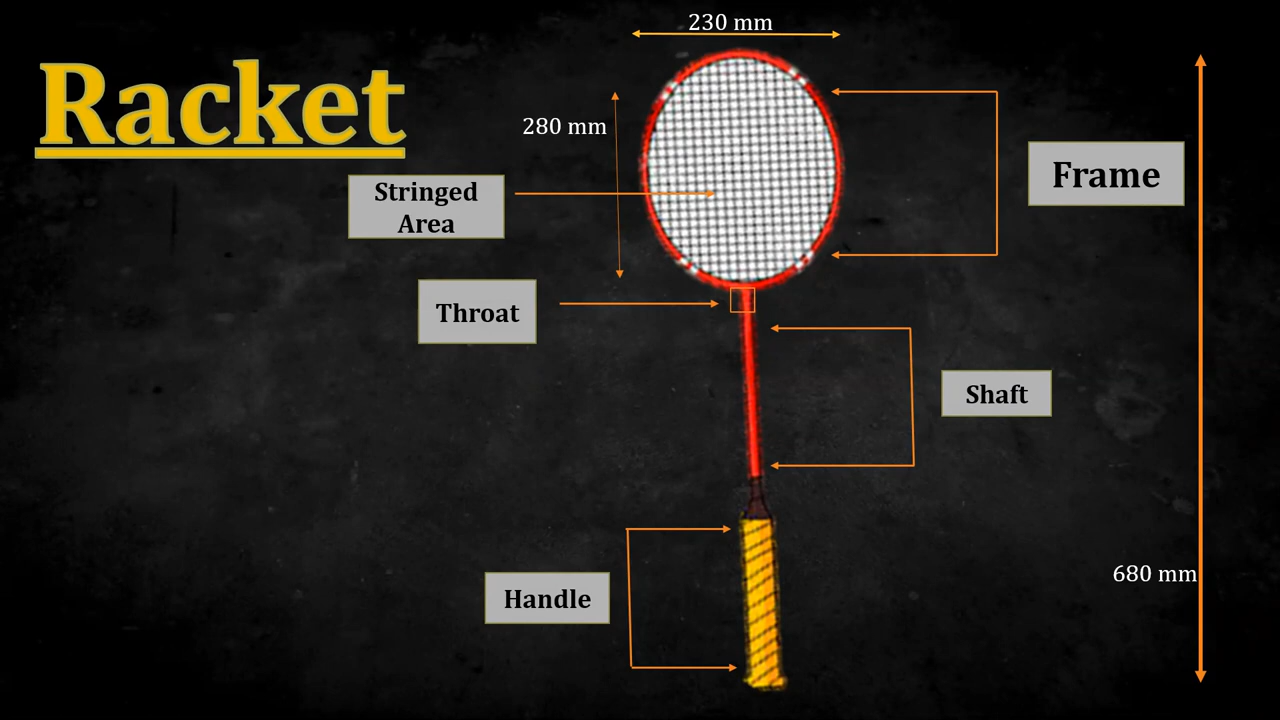 230 mm
Racket
280 mm
Stringed
Area
Frame
Throat
Shaft
680 mm
Handle